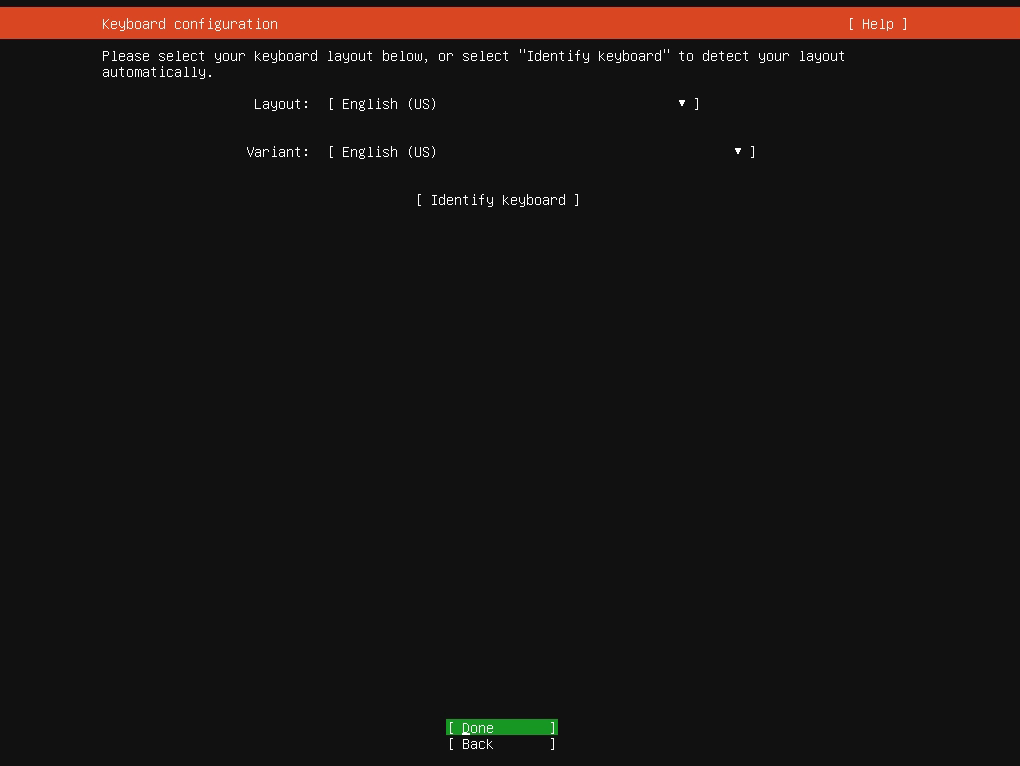 Keyboard configuration [ Help ]
Please select your keyboard layout below, or select "Identify keyboard" to detect your layout
automatically.
Layout: [ English (US) ▾ ]
Variant: [ English (US) ▾ ]
[ Identify keyboard ]
[ Done ]
[ Back ]